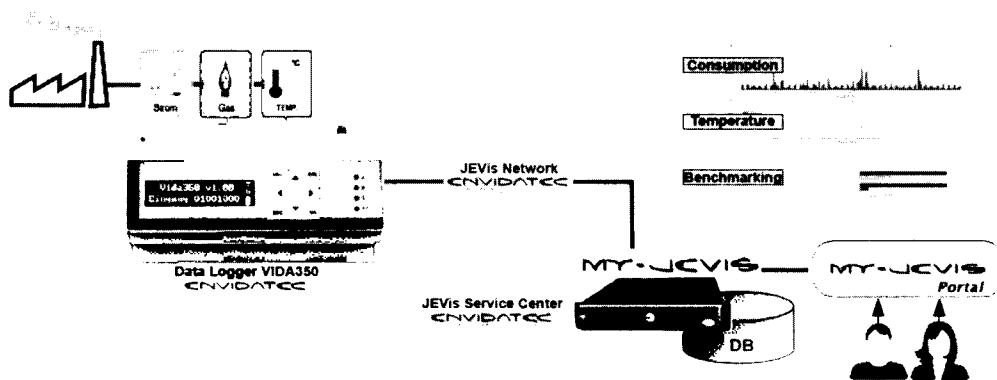 Strom
Gas
°C
TEMP.
Consumption
Temperature
Benchmarking
JEVis Network
ENVIDATEC
Vida350 v1.00
Data Logger VIDA350
ENVIDATEC
MY-JEVIS
JEVis Service Center
ENVIDATEC
DB
MY-JEVIS
Portal